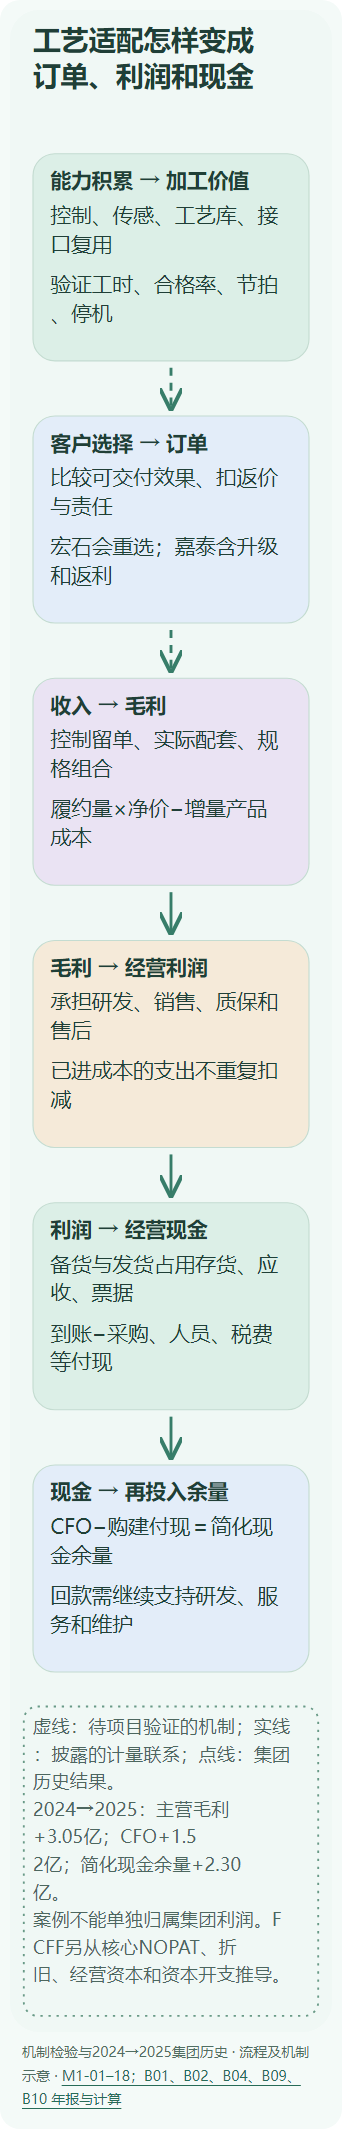 工艺适配怎样变成
订单、利润和现金
能力积累 → 加工价值
控制、传感、工艺库、接
口复用
验证工时、合格率、节拍
、停机
客户选择 → 订单
比较可交付效果、扣返价
与责任
宏石会重选；嘉泰含升级
和返利
收入 → 毛利
控制留单、实际配套、规
格组合
履约量×净价−增量产品
成本
毛利 → 经营利润
承担研发、销售、质保和
售后
已进成本的支出不重复扣
减
利润 → 经营现金
备货与发货占用存货、应
收、票据
到账−采购、人员、税费
等付现
现金 → 再投入余量
CFO−购建付现＝简化现
金余量
回款需继续支持研发、服
务和维护
虚线：待项目验证的机制；实线
：披露的计量联系；点线：集团
历史结果。
2024→2025：主营毛利
+3.05亿；CFO+1.5
2亿；简化现金余量+2.30
亿。
案例不能单独归属集团利润。F
CFF另从核心NOPAT、折
旧、经营资本和资本开支推导。
机制检验与2024→2025集团历史 · 流程及机制
示意 · M1-01–18；B01、B02、B04、B09、
B10 年报与计算